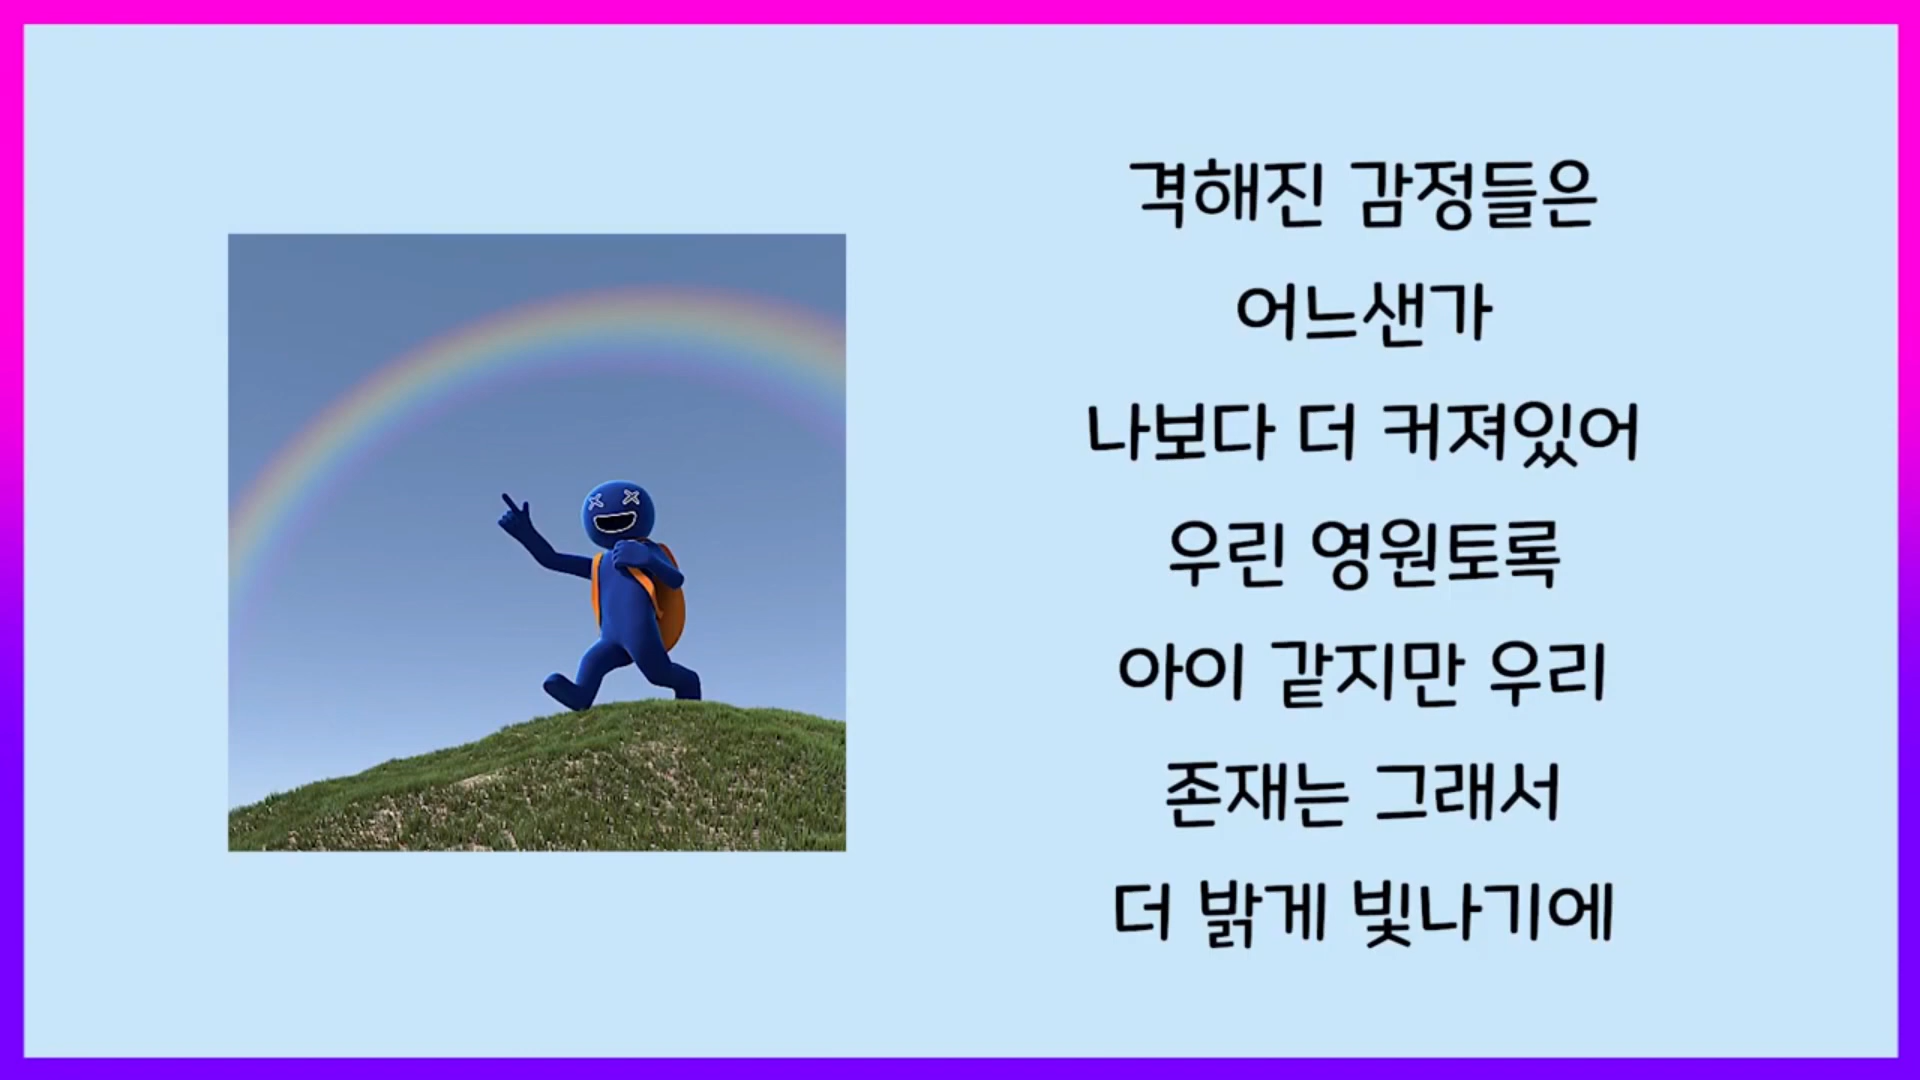 격해진 감정들은
어느샌가
나보다 더 커져있어
우린 영원토록
아이 같지만 우리
존재는 그래서
더 밝게 빛나기에